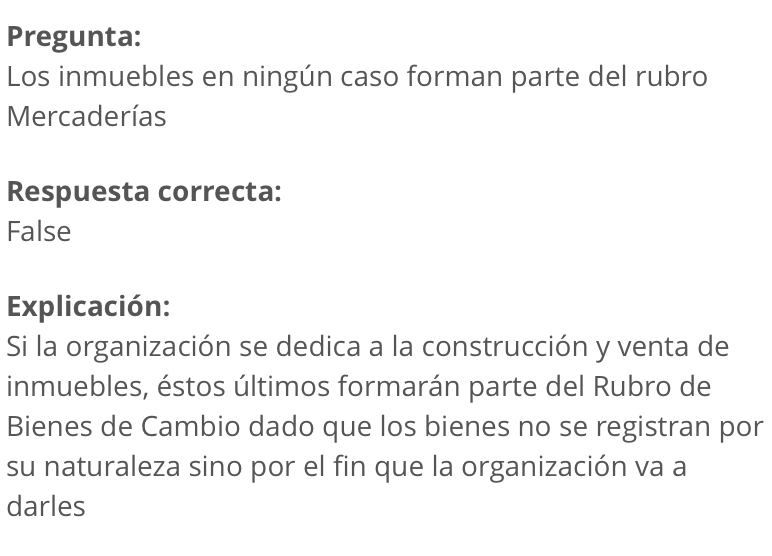 Pregunta:
Los inmuebles en ningún caso forman parte del rubro
Mercaderías
Respuesta correcta:
False
Explicación:
Si la organización se dedica a la construcción y venta de
inmuebles, éstos últimos formarán parte del Rubro de
Bienes de Cambio dado que los bienes no se registran por
su naturaleza sino por el fin que la organización va a
darles